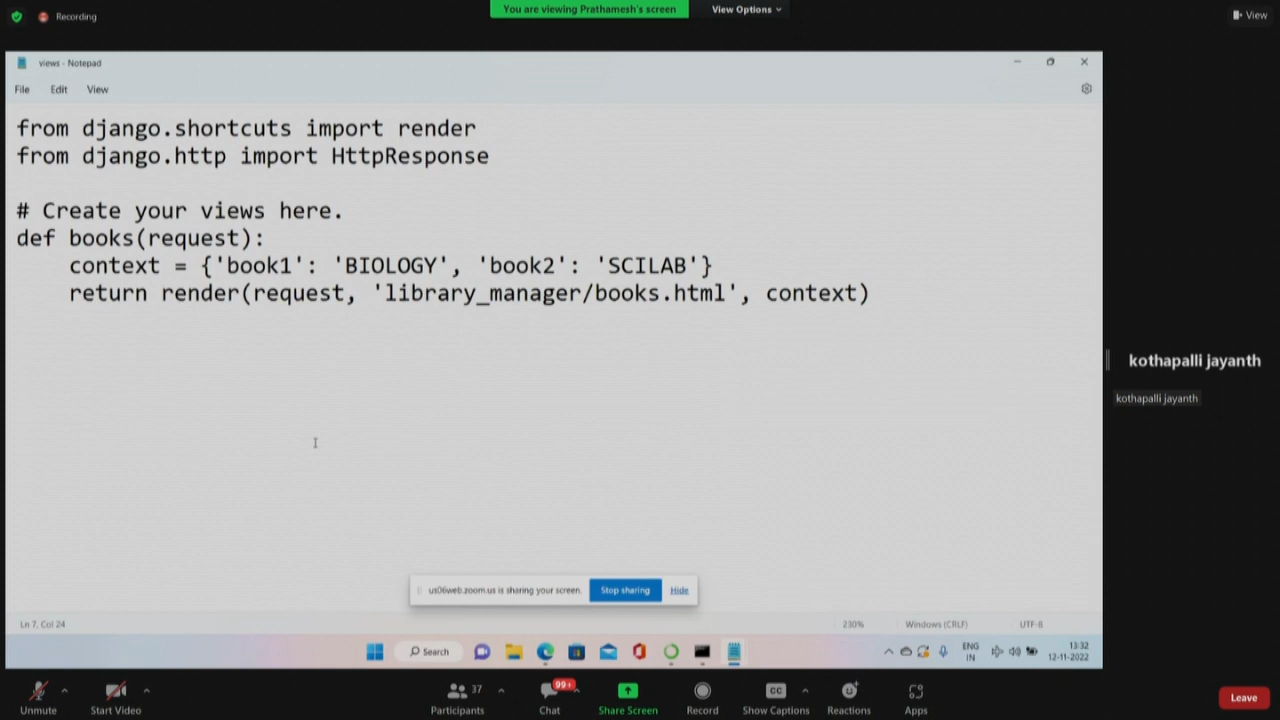 Recording
You are viewing Prathamesh's screen
View Options
View
views - Notepad
File Edit View
from django.shortcuts import render
from django.http import HttpResponse
# Create your views here.
def books(request):
context = {'book1': 'BIOLOGY', 'book2': 'SCILAB'}
return render(request, 'library_manager/books.html', context)
kothapalli jayanth
kothapalli jayanth
us06web.zoom.us is sharing your screen. Stop sharing Hide
Ln 7, Col 24 230% Windows (CRLF) UTF-8
Search
ENG
IN
13:32
12-11-2022
Unmute Start Video Participants 37 Chat 99+ Share Screen Record CC Show Captions Reactions Apps Leave